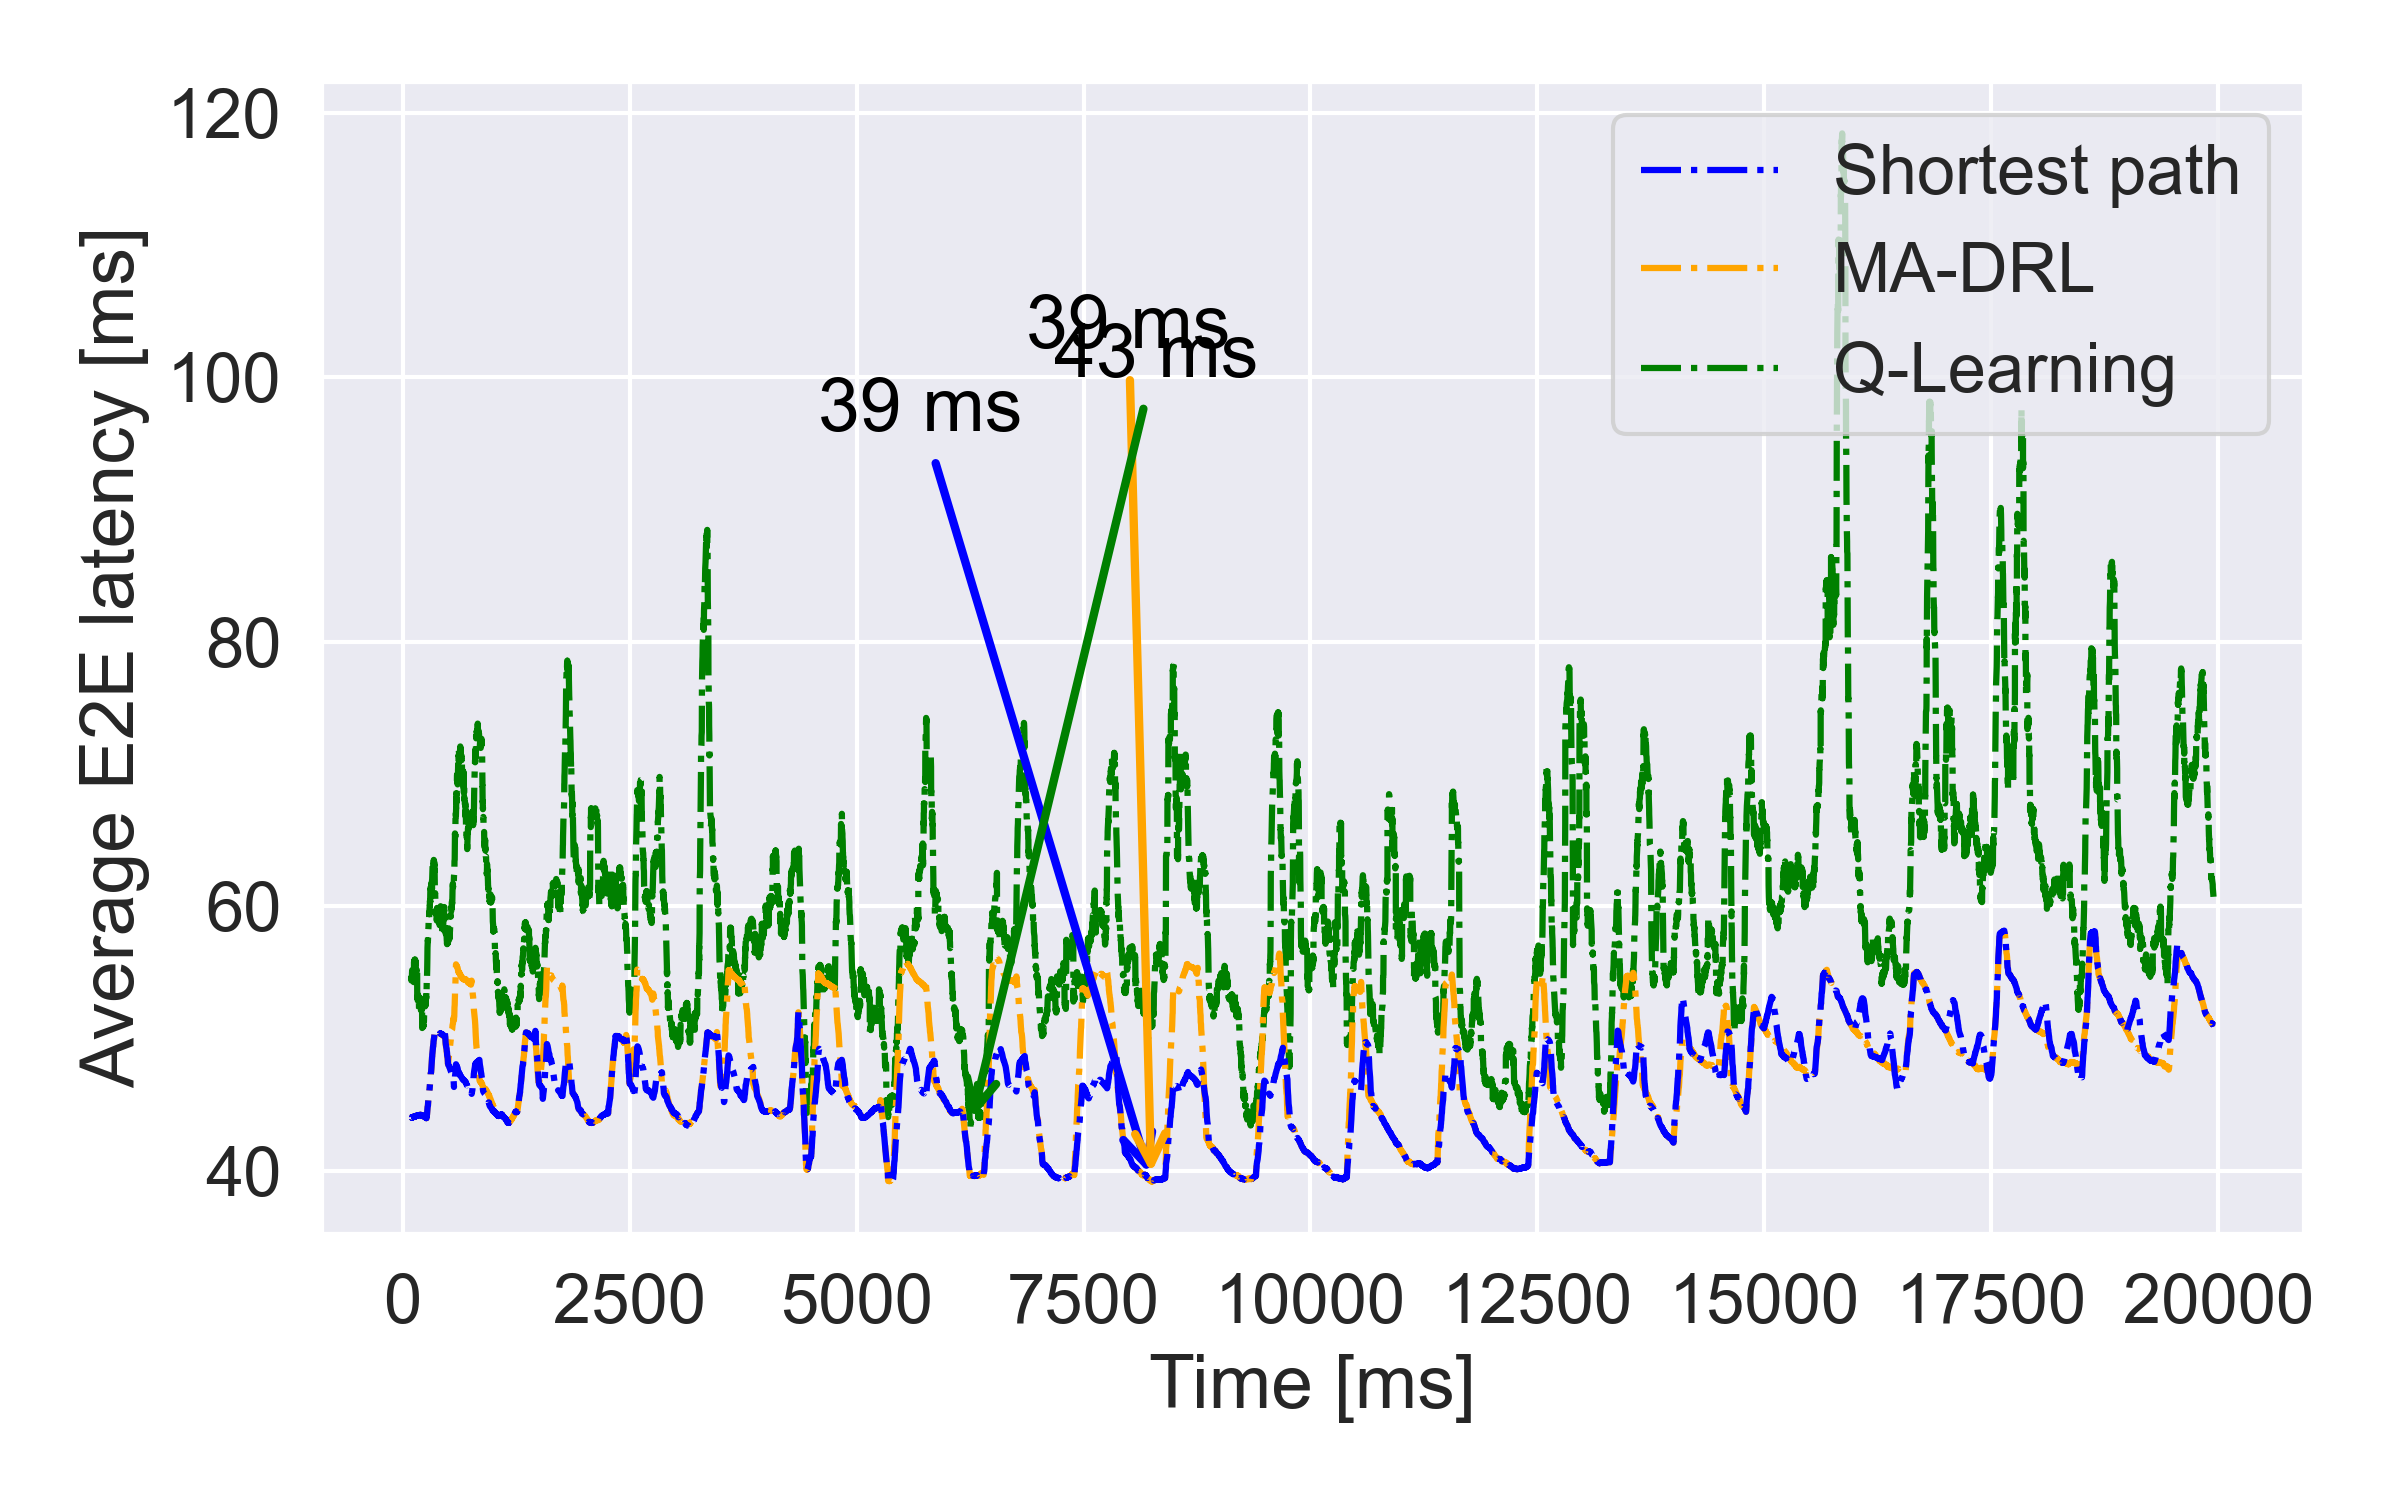 120
100
80
60
40
Average E2E latency [ms]
39 ms
43 ms
39 ms
Shortest path
MA-DRL
Q-Learning
0 2500 5000 7500 10000 12500 15000 17500 20000
Time [ms]